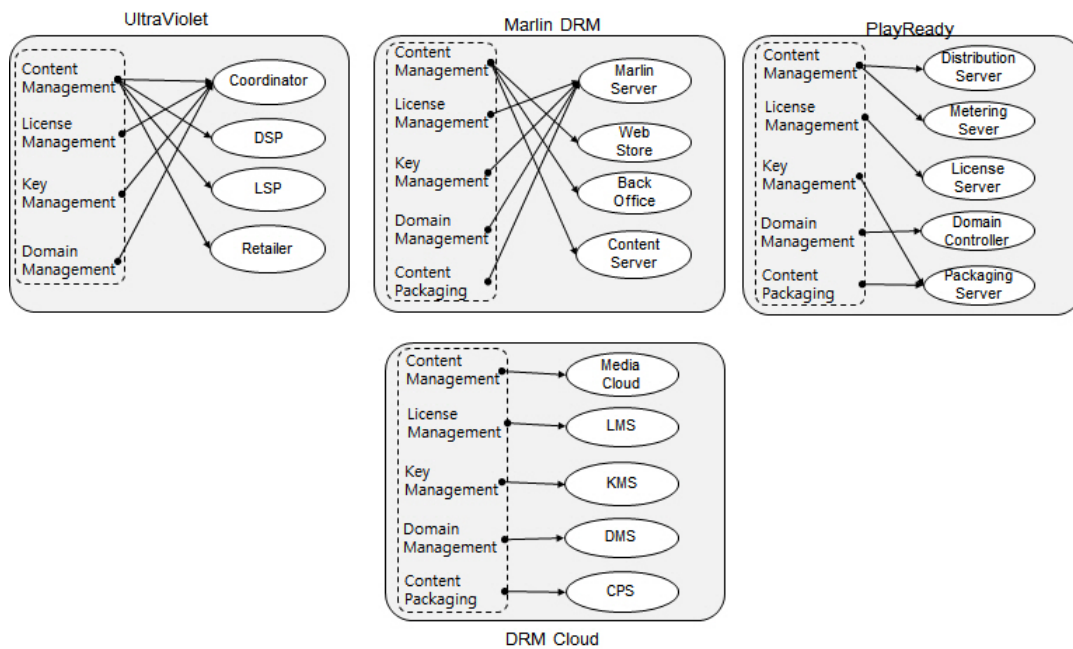 UltraViolet
Content
Management
License
Management
Key
Management
Domain
Management
Coordinator
DSP
LSP
Retailer
Marlin DRM
Content
Management
License
Management
Key
Management
Domain
Management
Content
Packaging
Marlin
Server
Web
Store
Back
Office
Content
Server
PlayReady
Content
Management
License
Management
Key
Management
Domain
Management
Content
Packaging
Distribution
Server
Metering
Sever
License
Server
Domain
Controller
Packaging
Server
Content
Management
License
Management
Key
Management
Domain
Management
Content
Packaging
Media
Cloud
LMS
KMS
DMS
CPS
DRM Cloud